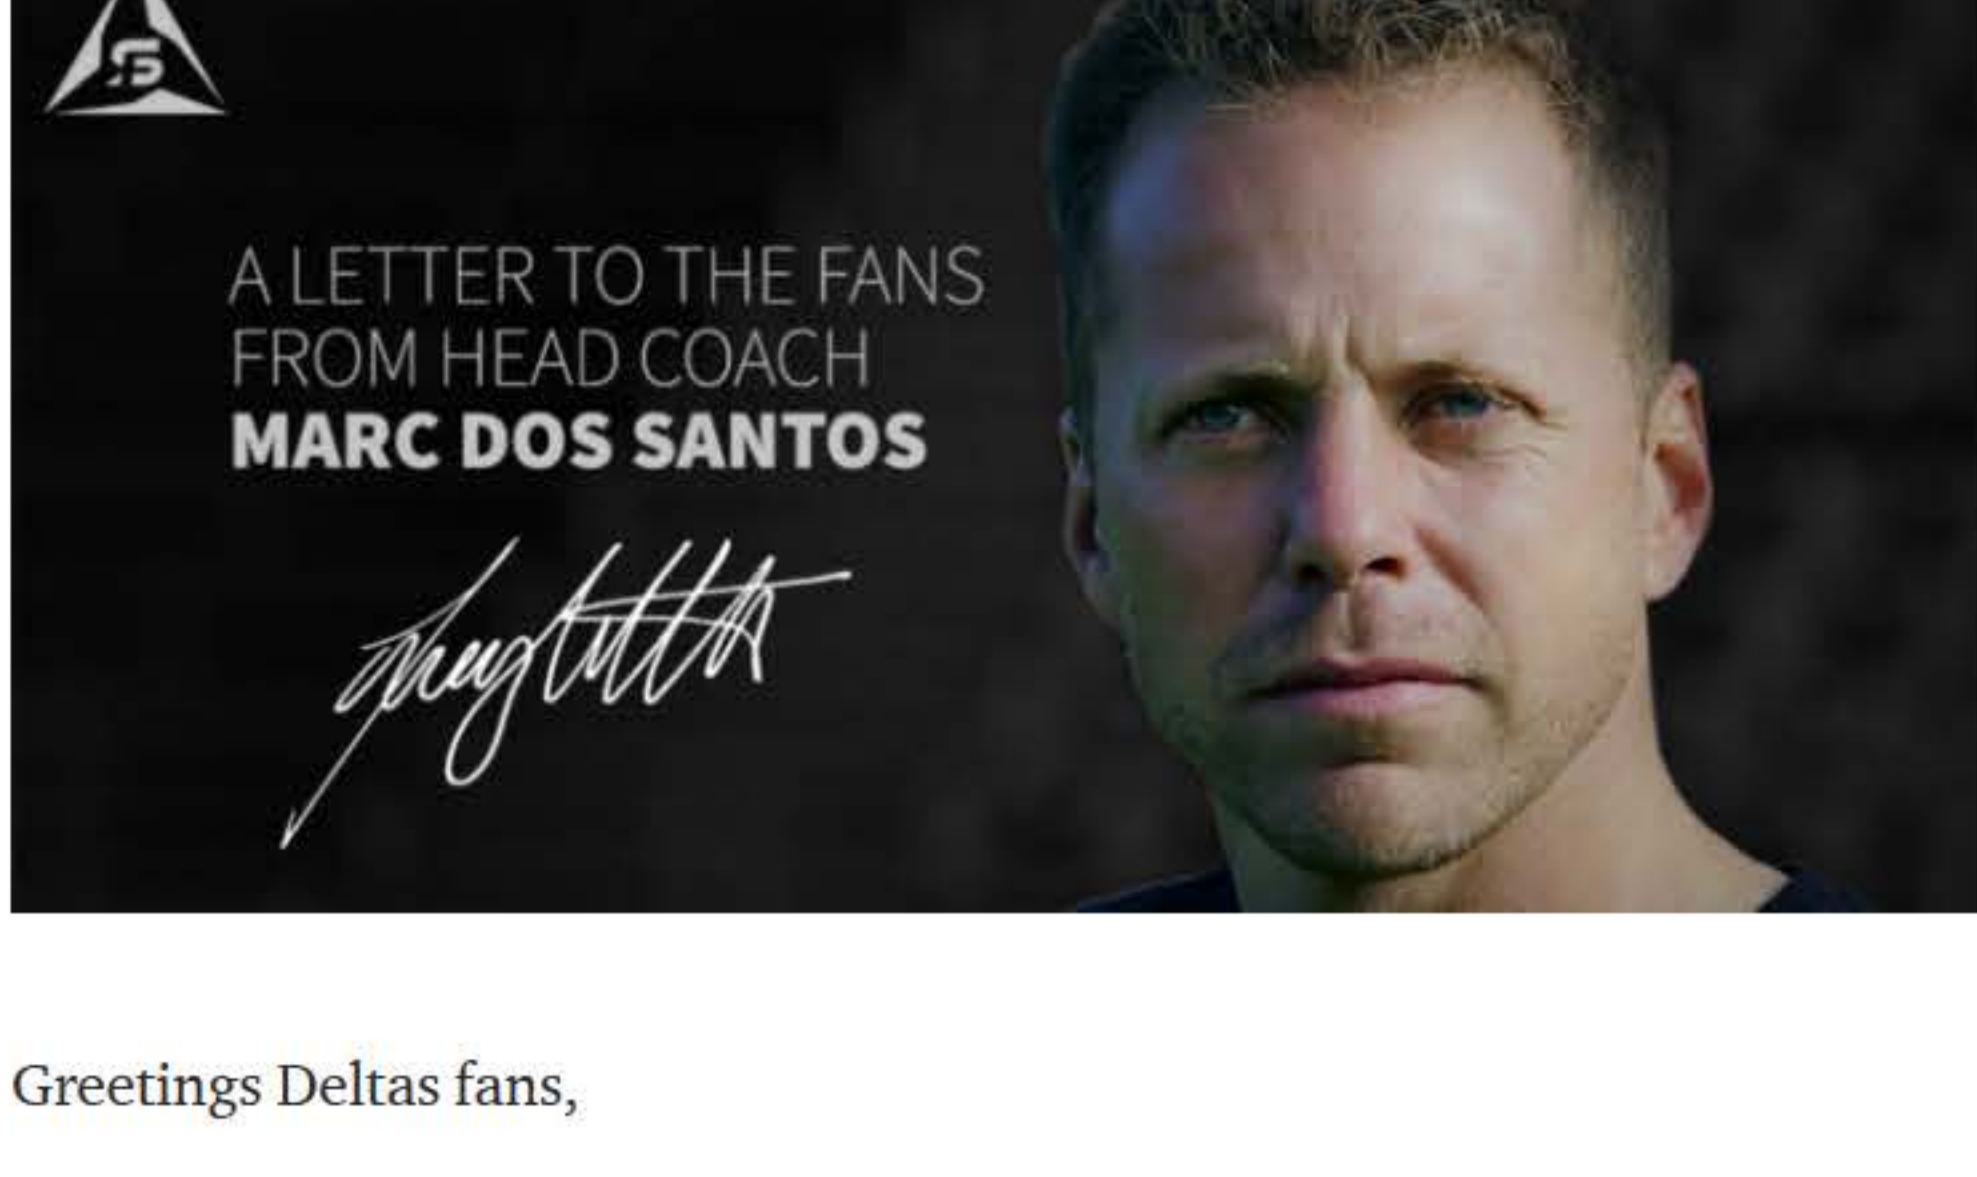 A LETTER TO THE FANS
FROM HEAD COACH
MARC DOS SANTOS
Greetings Deltas fans,